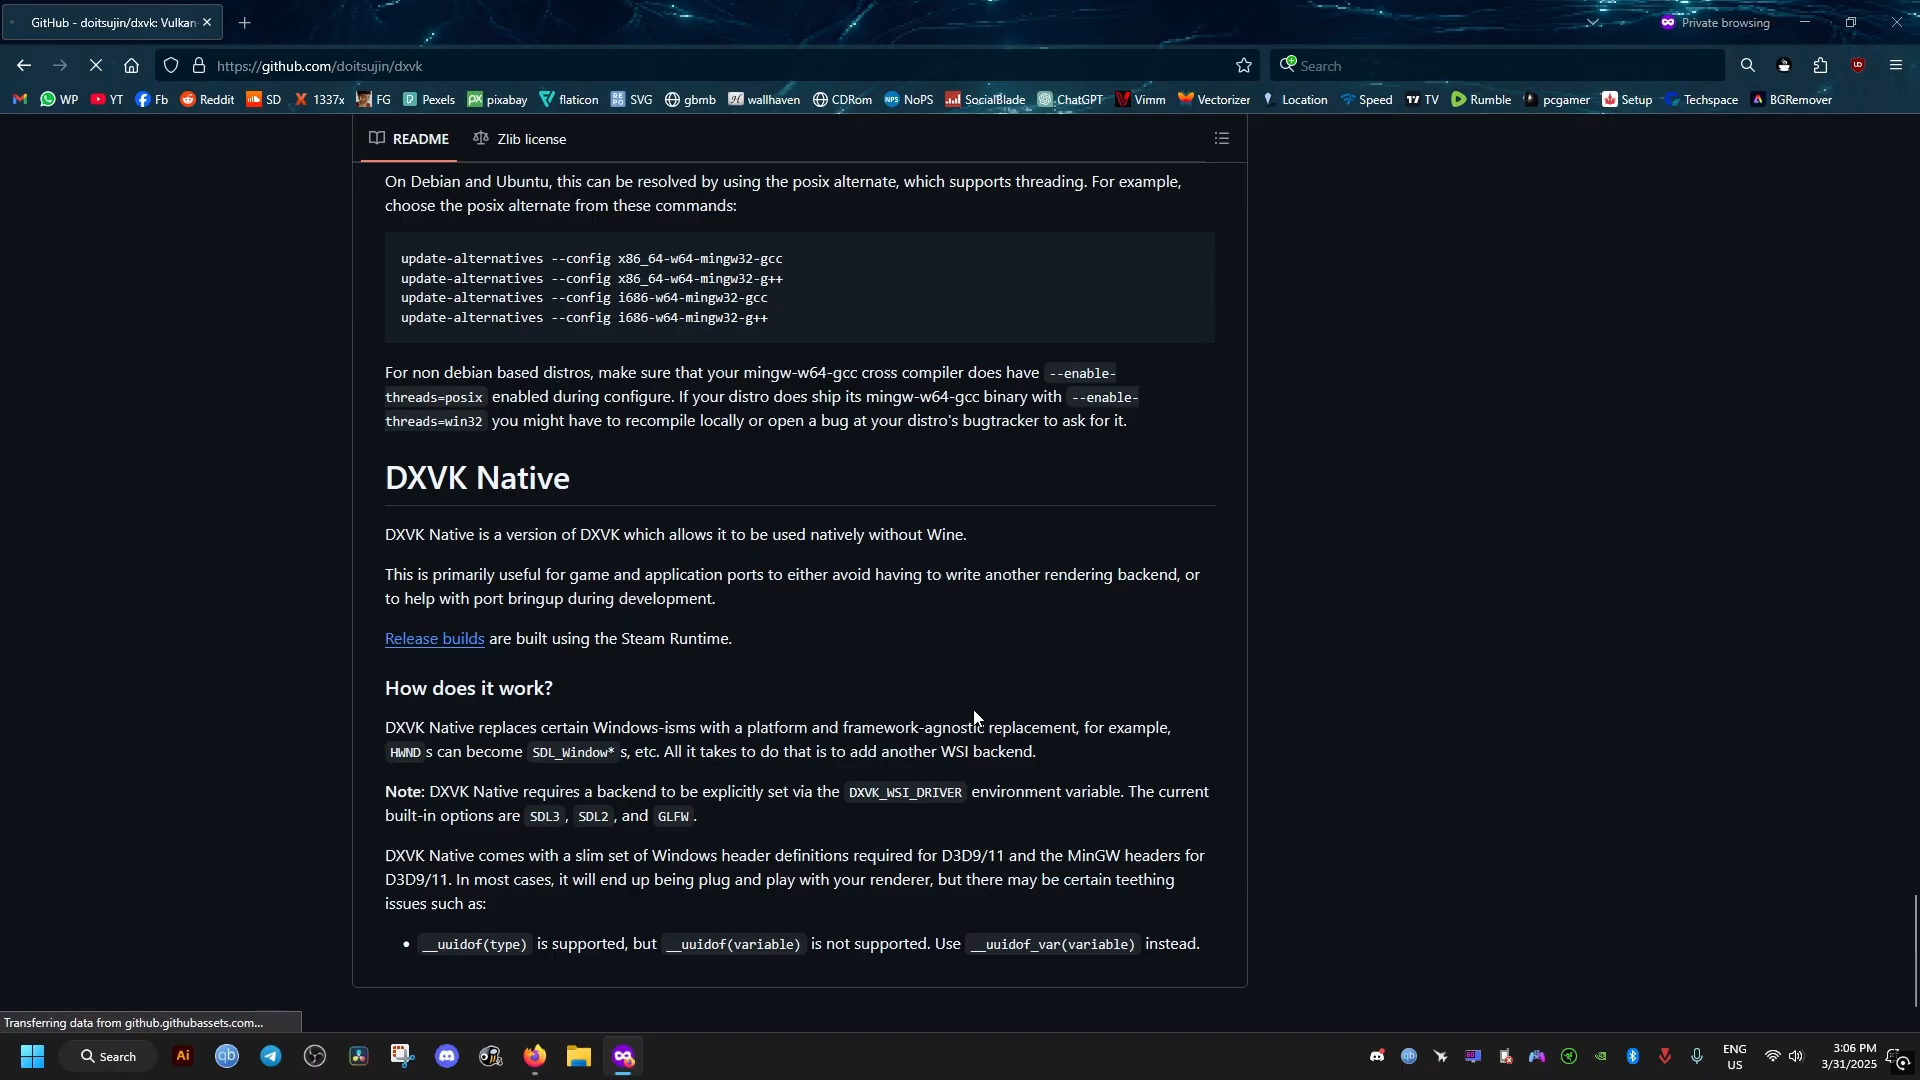 GitHub - doitsujin/dxvk: Vulkan-
Private browsing
https://github.com/doitsujin/dxvk
Search
WP YT Fb Reddit SD 1337x FG Pexels pixabay flaticon SVG gbmb wallhaven CDRom NoPS SocialBlade ChatGPT Vimm Vectorizer Location Speed TV Rumble pcgamer Setup Techspace BGRemover
README Zlib license
On Debian and Ubuntu, this can be resolved by using the posix alternate, which supports threading. For example,
choose the posix alternate from these commands:
update-alternatives --config x86_64-w64-mingw32-gcc
update-alternatives --config x86_64-w64-mingw32-g++
update-alternatives --config i686-w64-mingw32-gcc
update-alternatives --config i686-w64-mingw32-g++
For non debian based distros, make sure that your mingw-w64-gcc cross compiler does have --enable-
threads=posix enabled during configure. If your distro does ship its mingw-w64-gcc binary with --enable-
threads=win32 you might have to recompile locally or open a bug at your distro's bugtracker to ask for it.
DXVK Native
DXVK Native is a version of DXVK which allows it to be used natively without Wine.
This is primarily useful for game and application ports to either avoid having to write another rendering backend, or
to help with port bringup during development.
Release builds are built using the Steam Runtime.
How does it work?
DXVK Native replaces certain Windows-isms with a platform and framework-agnostic replacement, for example,
HWND s can become SDL_Window* s, etc. All it takes to do that is to add another WSI backend.
Note: DXVK Native requires a backend to be explicitly set via the DXVK_WSI_DRIVER environment variable. The current
built-in options are SDL3 , SDL2 , and GLFW .
DXVK Native comes with a slim set of Windows header definitions required for D3D9/11 and the MinGW headers for
D3D9/11. In most cases, it will end up being plug and play with your renderer, but there may be certain teething
issues such as:
• __uuidof(type) is supported, but __uuidof(variable) is not supported. Use __uuidof_var(variable) instead.
Transferring data from github.githubassets.com...
Search
Ai
qb
ENG
US
3:06 PM
3/31/2025